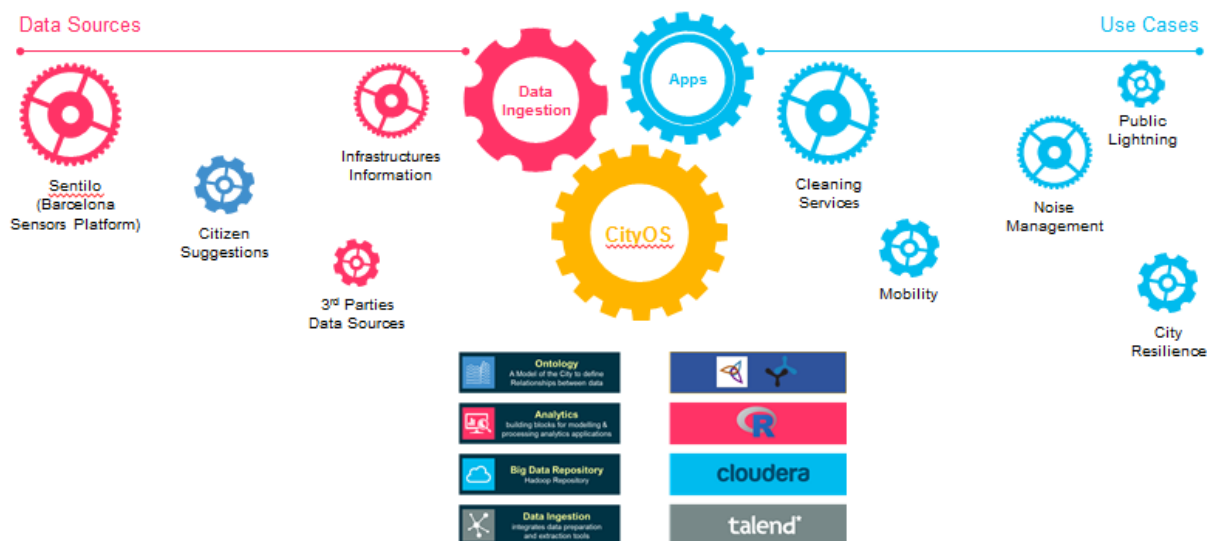 Data Sources
Use Cases
Data
Ingestion
Apps
CityOS
Sentilo
(Barcelona
Sensors Platform)
Citizen
Suggestions
Infrastructures
Information
3rd Parties
Data Sources
Cleaning
Services
Mobility
Noise
Management
Public
Lightning
City
Resilience
Ontology
A Model of the City to define
Relationships between data
Analytics
building blocks for modelling &
processing analytics applications
R
Big Data Repository
Hadoop Repository
cloudera
Data Ingestion
integrates data preparation
and extraction tools
talend*